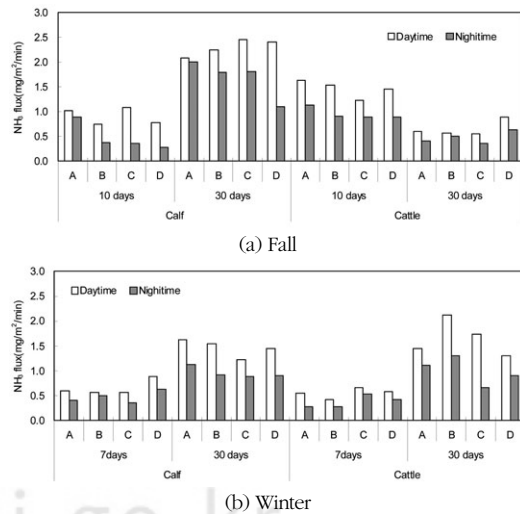 3.0
Daytime Nighitime
2.5
2.0
1.5
1.0
0.5
0.0
NH₃ flux(mg/m²/min)
A B C D A B C D A B C D A B C D
10 days 30 days 10 days 30 days
Calf Cattle
(a) Fall
3.0
Daytime Nighitime
2.5
2.0
1.5
1.0
0.5
0.0
NH₃ flux(mg/m²/min)
A B C D A B C D A B C D A B C D
7days 30 days 7days 30 days
Calf Cattle
(b) Winter